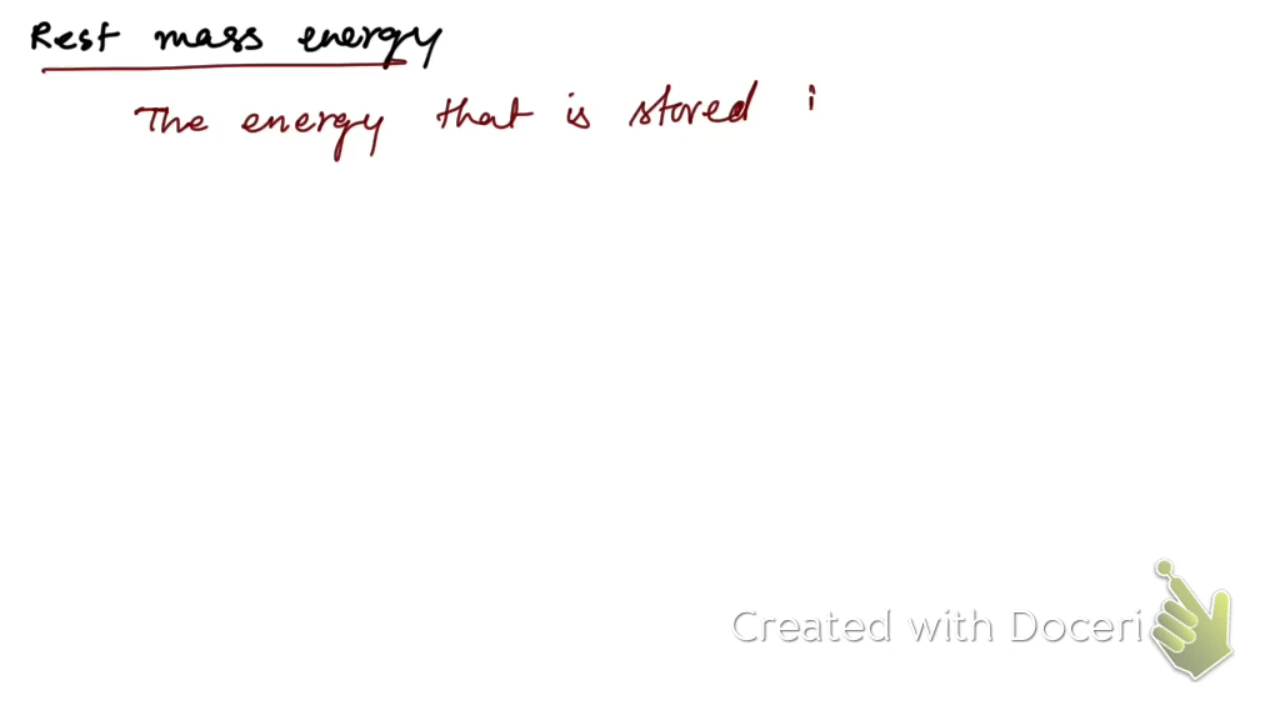 Rest mass energy
The energy that is stored i
Created with Doceri